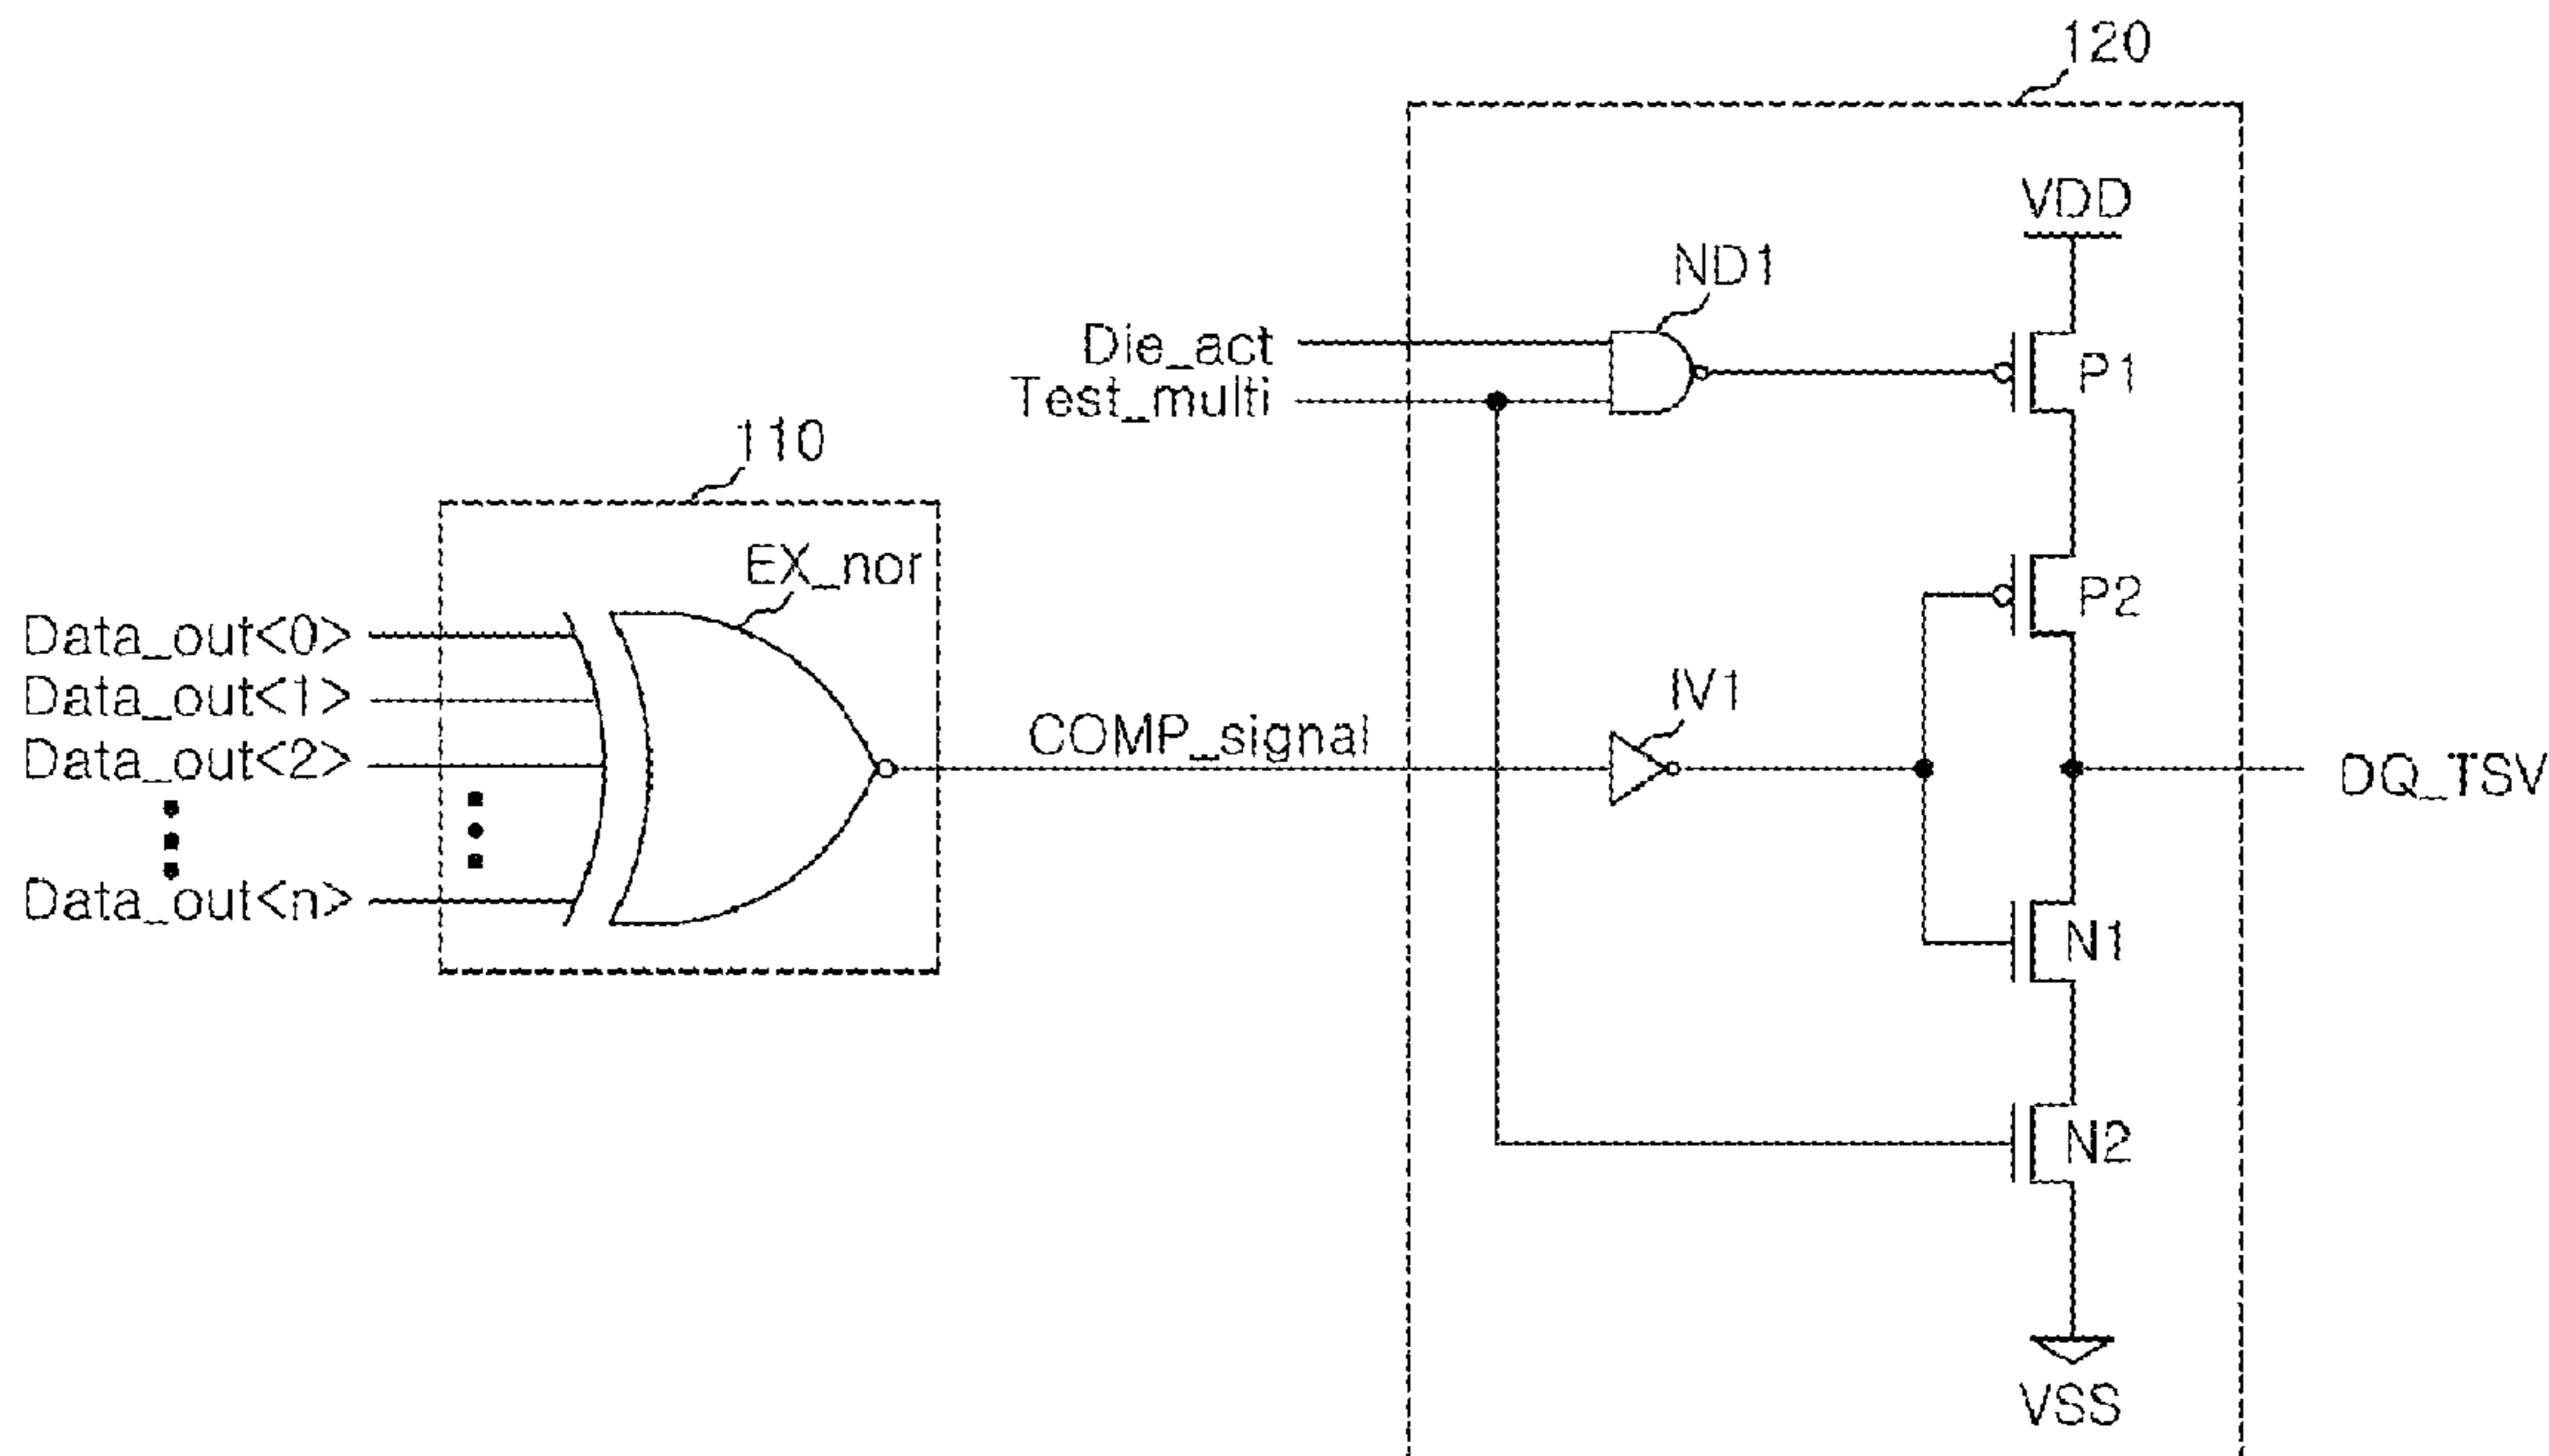 120
VDD
ND1
Die_act
P1
Test_multi
110
EX_nor
P2
Data_out<0>
Data_out<1>
IV1
COMP_signal
Data_out<2>
DQ_TSV
Data_out<n>
N1
N2
VSS